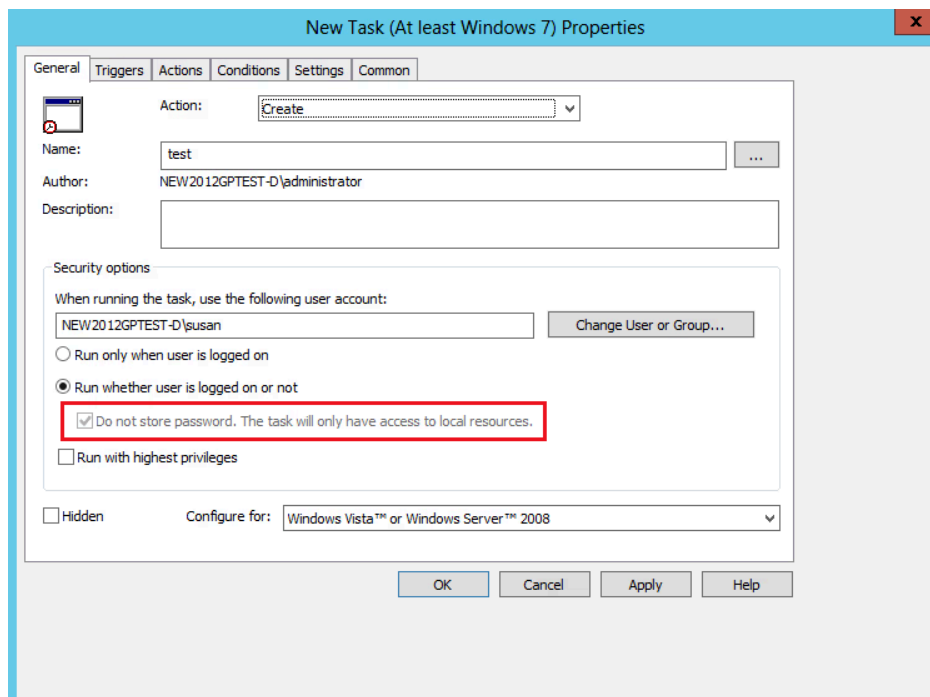 New Task (At least Windows 7) Properties
x
General Triggers Actions Conditions Settings Common
Action: Create
Name: test ...
Author: NEW2012GPTEST-D\administrator
Description:
Security options
When running the task, use the following user account:
NEW2012GPTEST-D\susan Change User or Group...
Run only when user is logged on
Run whether user is logged on or not
Do not store password. The task will only have access to local resources.
Run with highest privileges
Hidden Configure for: Windows Vista™ or Windows Server™ 2008
OK Cancel Apply Help